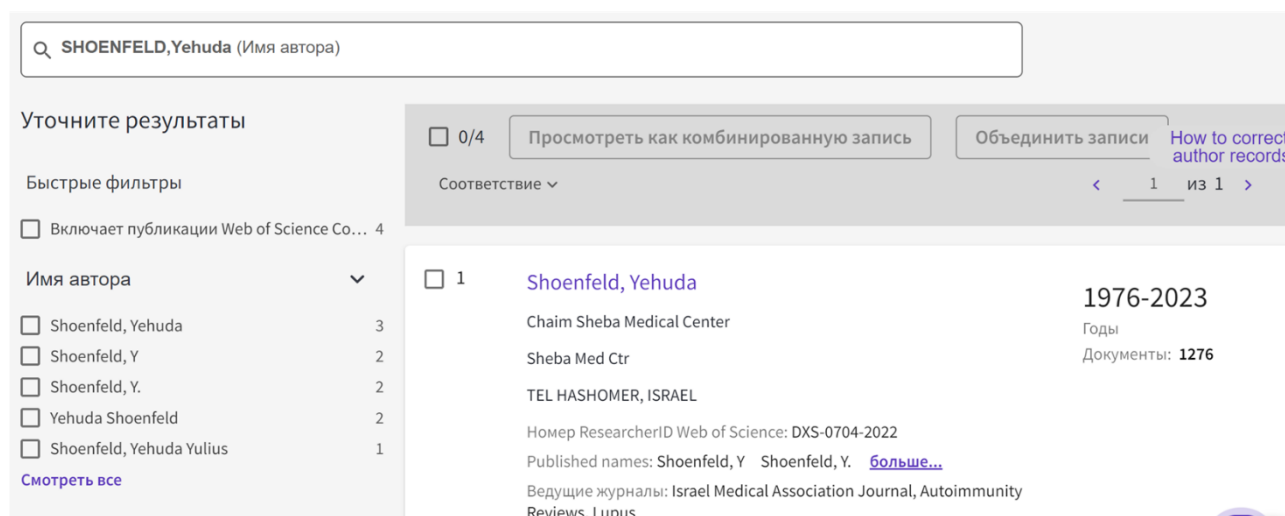 SHOENFELD,Yehuda (Имя автора)
Уточните результаты
Быстрые фильтры
Включает публикации Web of Science Co... 4
Имя автора
Shoenfeld, Yehuda 3
Shoenfeld, Y 2
Shoenfeld, Y. 2
Yehuda Shoenfeld 2
Shoenfeld, Yehuda Yulius 1
Смотреть все
0/4 Просмотреть как комбинированную запись Объединить записи
How to correct
author records
Соответствие
1 из 1
1 Shoenfeld, Yehuda
Chaim Sheba Medical Center
Sheba Med Ctr
TEL HASHOMER, ISRAEL
Номер ResearcherID Web of Science: DXS-0704-2022
Published names: Shoenfeld, Y Shoenfeld, Y. больше...
Ведущие журналы: Israel Medical Association Journal, Autoimmunity
Reviews, Lupus
1976-2023
Годы
Документы: 1276